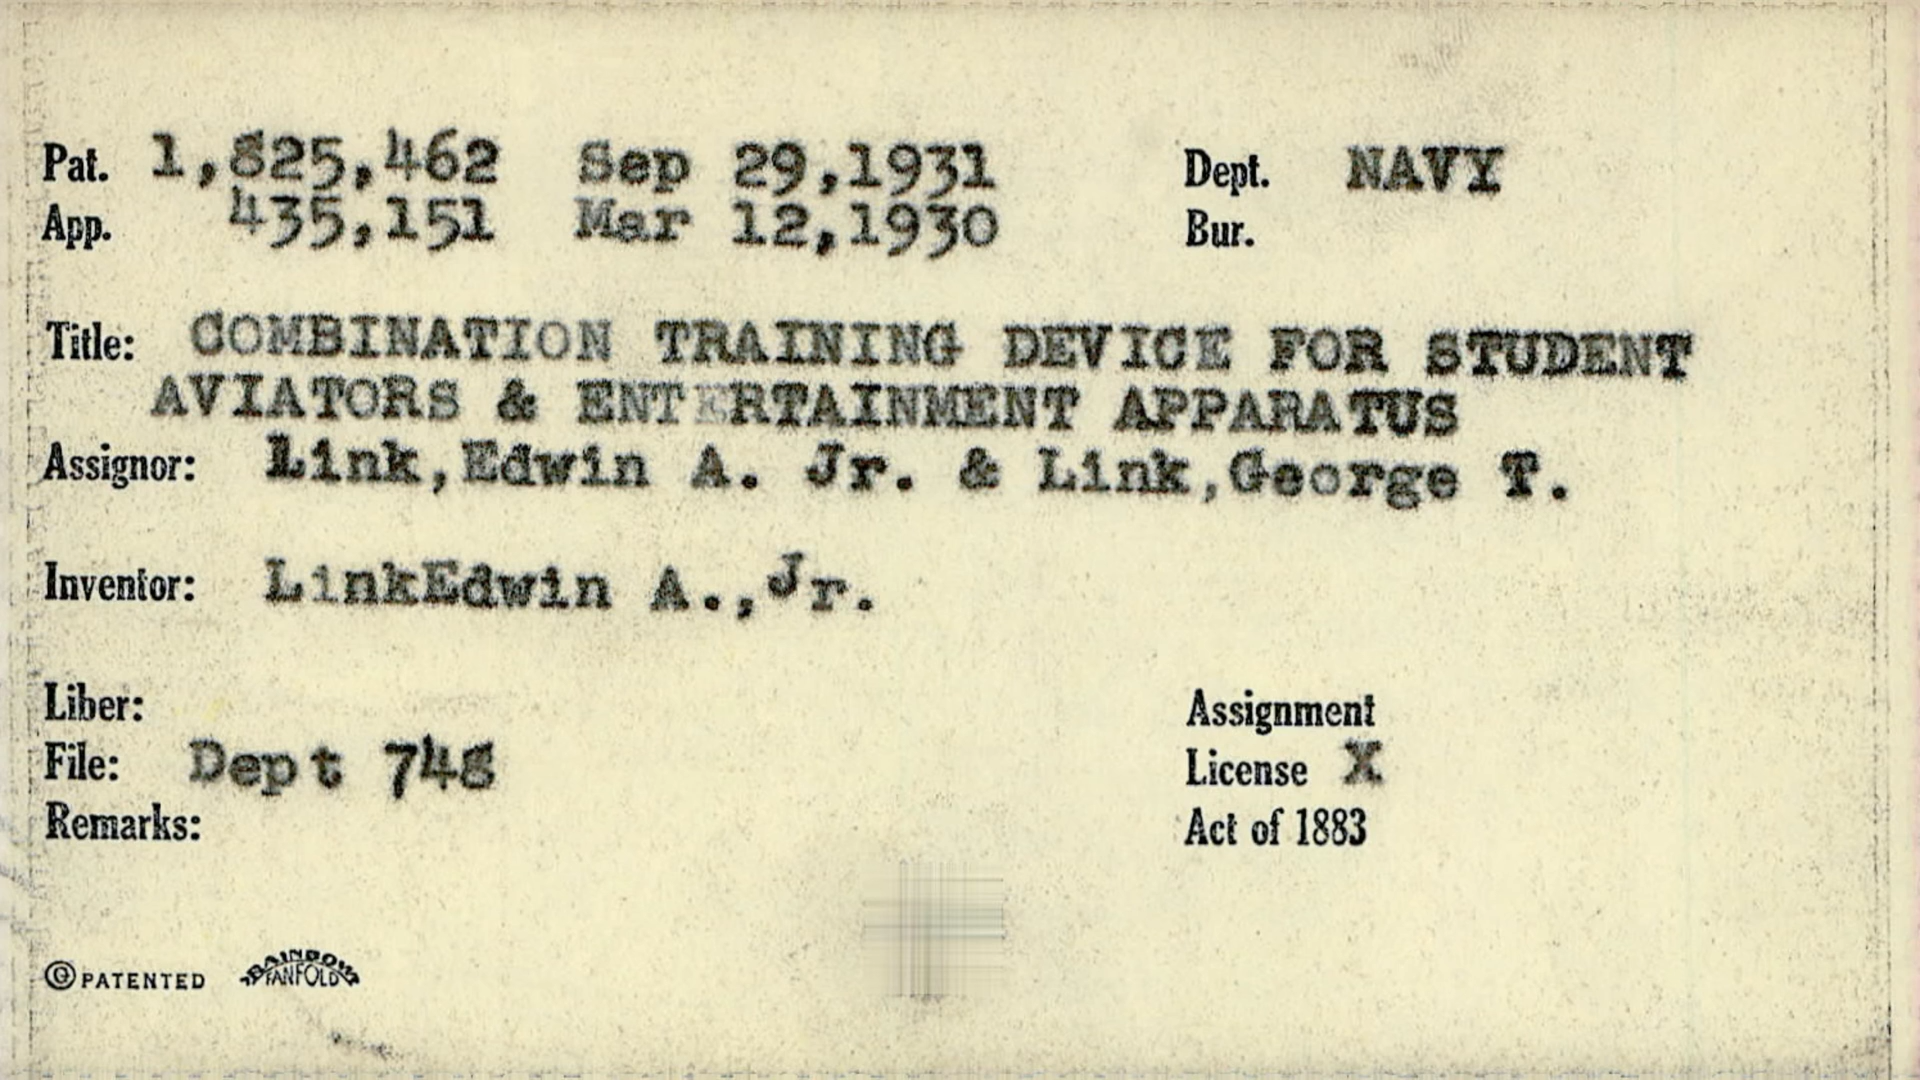 Pat. 1,825,462 Sep 29,1931 Dept. NAVY
App. 435,151 Mar 12,1930 Bur.
Title: COMBINATION TRAINING DEVICE FOR STUDENT
AVIATORS & ENTERTAINMENT APPARATUS
Assignor: Link,Edwin A. Jr. & Link,George T.
Inventor: LinkEdwin A.,Jr.
Liber: Assignment
File: Dept 748 License X
Remarks: Act of 1883
PATENTED RAINBOW FANFOLD